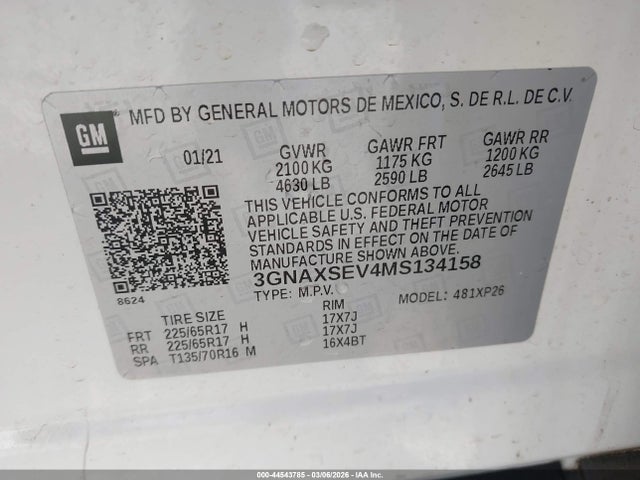 MFD BY GENERAL MOTORS DE MEXICO, S. DE R.L. DE C.V.
GM
01/21 GVWR GAWR FRT GAWR RR
2100 KG 1175 KG 1200 KG
4630 LB 2590 LB 2645 LB
THIS VEHICLE CONFORMS TO ALL
APPLICABLE U.S. FEDERAL MOTOR
VEHICLE SAFETY AND THEFT PREVENTION
STANDARDS IN EFFECT ON THE DATE OF
MANUFACTURE SHOWN ABOVE.
3GNAXSEV4MS134158
8624
TYPE: M.P.V. MODEL: 481XP26
TIRE SIZE RIM
FRT 225/65R17 H 17X7J
RR 225/65R17 H 17X7J
SPA T135/70R16 M 16X4BT
000-44543785 - 03/06/2026 - IAA Inc.